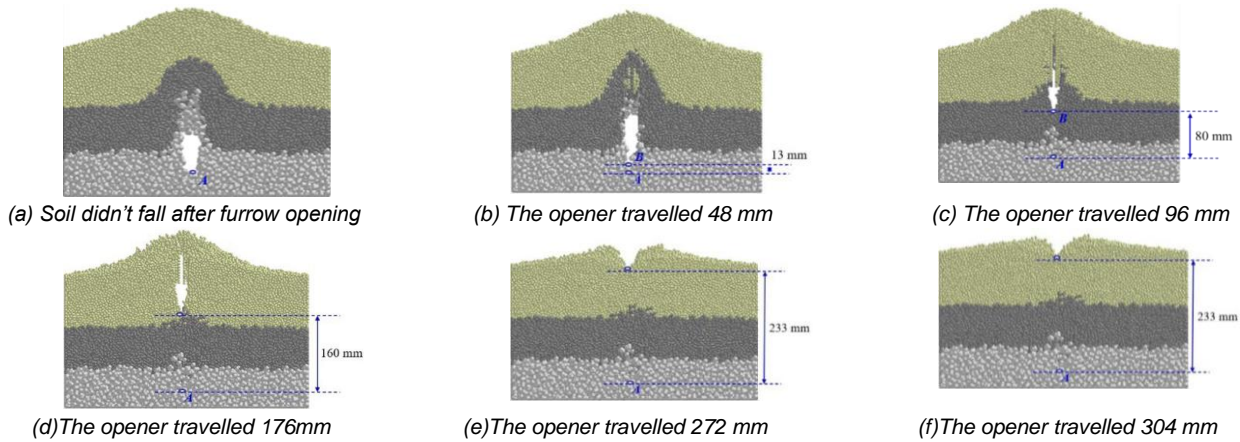 A
(a) Soil didn't fall after furrow opening
B
A
13 mm
(b) The opener travelled 48 mm
B
A
80 mm
(c) The opener travelled 96 mm
A
160 mm
(d)The opener travelled 176mm
A
233 mm
(e)The opener travelled 272 mm
A
233 mm
(f)The opener travelled 304 mm